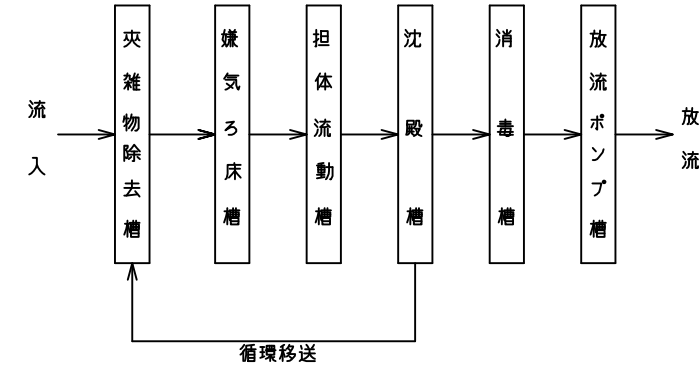 流入
夾雑物除去槽
嫌気ろ床槽
担体流動槽
沈殿槽
消毒槽
放流ポンプ槽
放流
循環移送